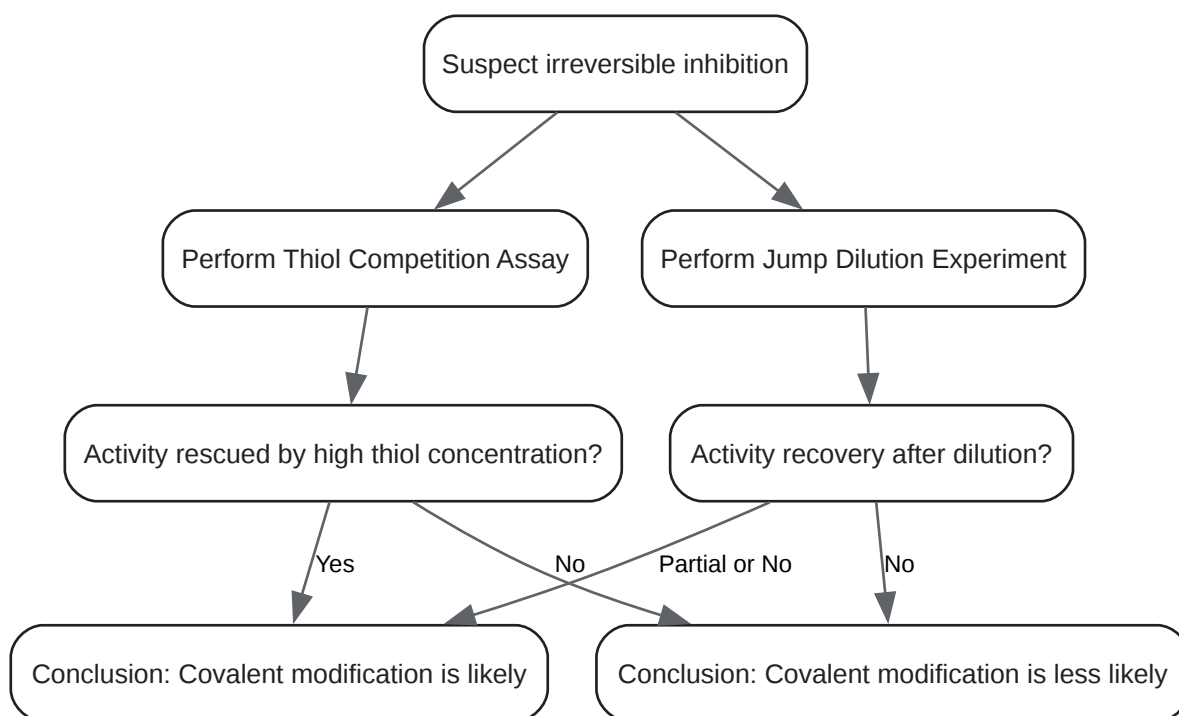 Suspect irreversible inhibition
Perform Thiol Competition Assay
Perform Jump Dilution Experiment
Activity rescued by high thiol concentration?
Activity recovery after dilution?
Yes
No
Partial or No
No
Conclusion: Covalent modification is likely
Conclusion: Covalent modification is less likely